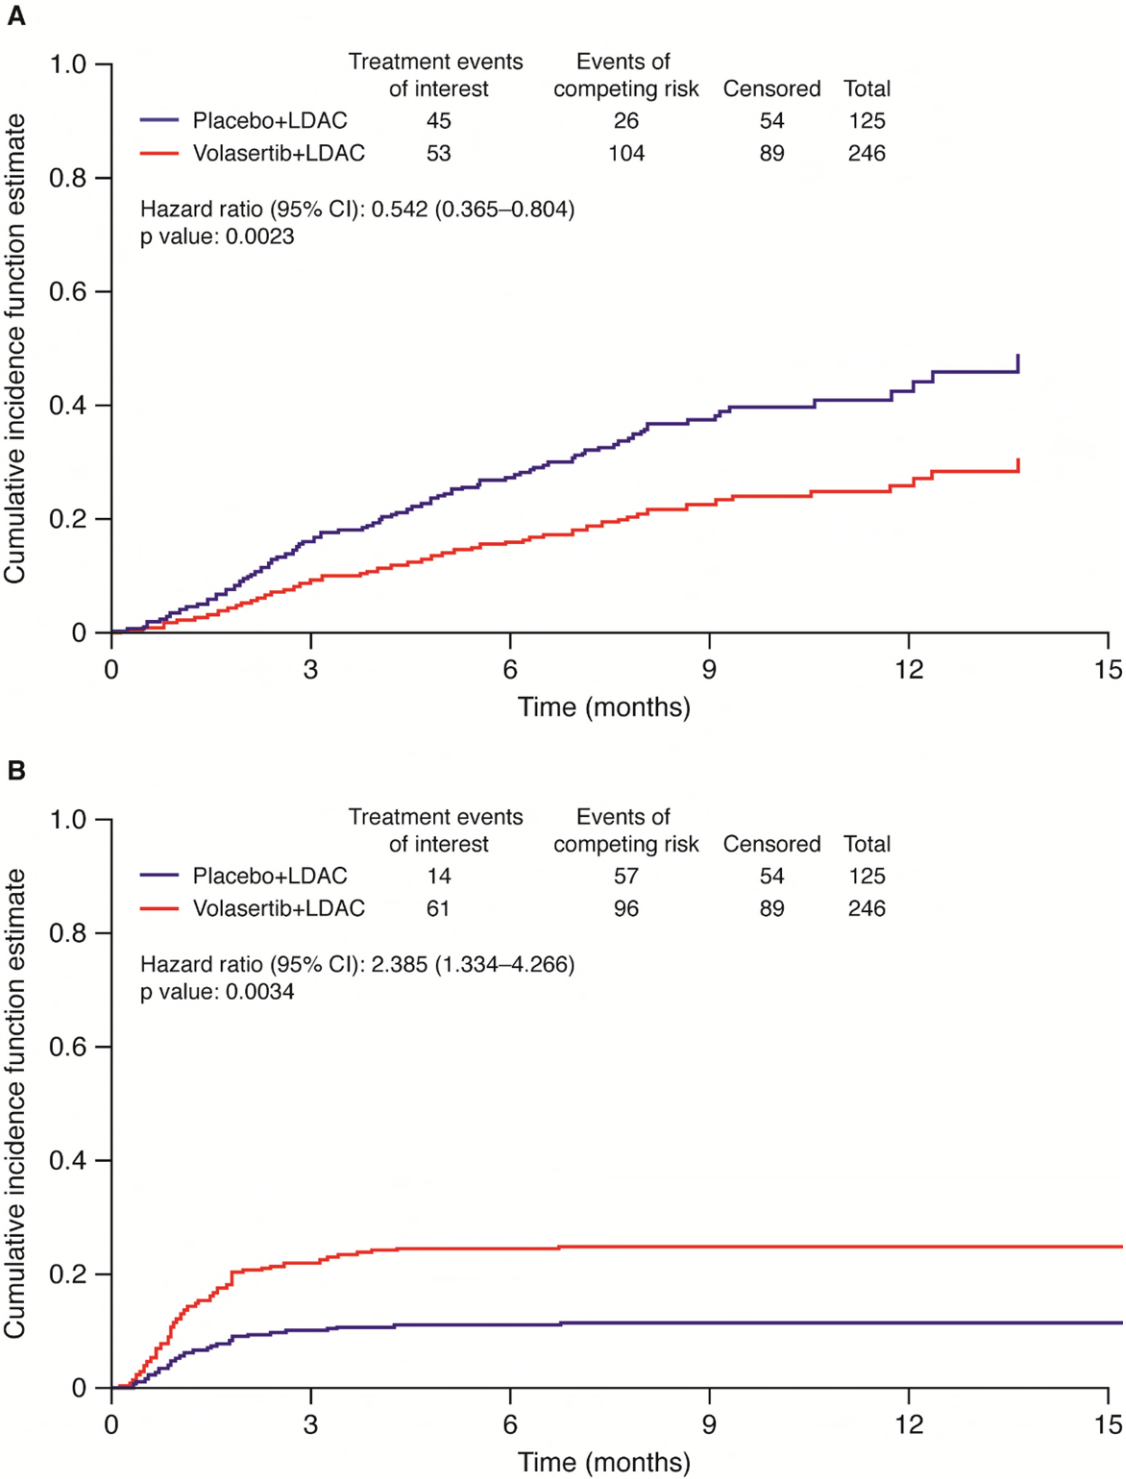 A
Treatment events Events of
of interest competing risk Censored Total
Placebo+LDAC 45 26 54 125
Volasertib+LDAC 53 104 89 246
Hazard ratio (95% CI): 0.542 (0.365–0.804)
p value: 0.0023
Cumulative incidence function estimate
1.0
0.8
0.6
0.4
0.2
0
0 3 6 9 12 15
Time (months)
B
Treatment events Events of
of interest competing risk Censored Total
Placebo+LDAC 14 57 54 125
Volasertib+LDAC 61 96 89 246
Hazard ratio (95% CI): 2.385 (1.334–4.266)
p value: 0.0034
Cumulative incidence function estimate
1.0
0.8
0.6
0.4
0.2
0
0 3 6 9 12 15
Time (months)